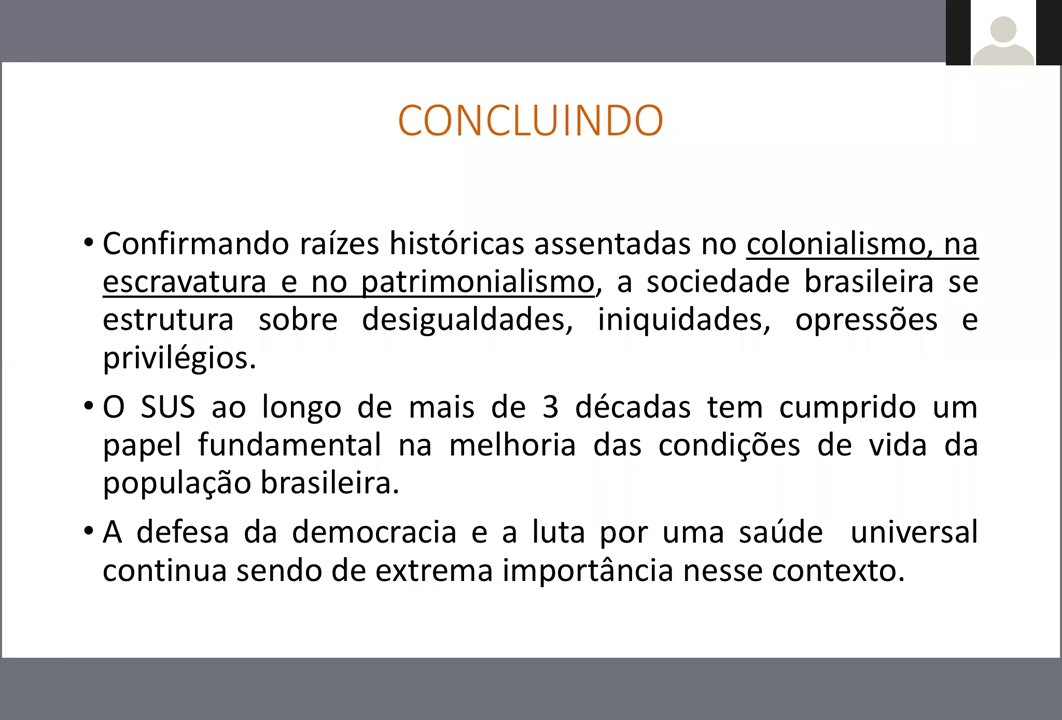 CONCLUINDO
• Confirmando raízes históricas assentadas no colonialismo, na
escravatura e no patrimonialismo, a sociedade brasileira se
estrutura sobre desigualdades, iniquidades, opressões e
privilégios.
• O SUS ao longo de mais de 3 décadas tem cumprido um
papel fundamental na melhoria das condições de vida da
população brasileira.
• A defesa da democracia e a luta por uma saúde  universal
continua sendo de extrema importância nesse contexto.